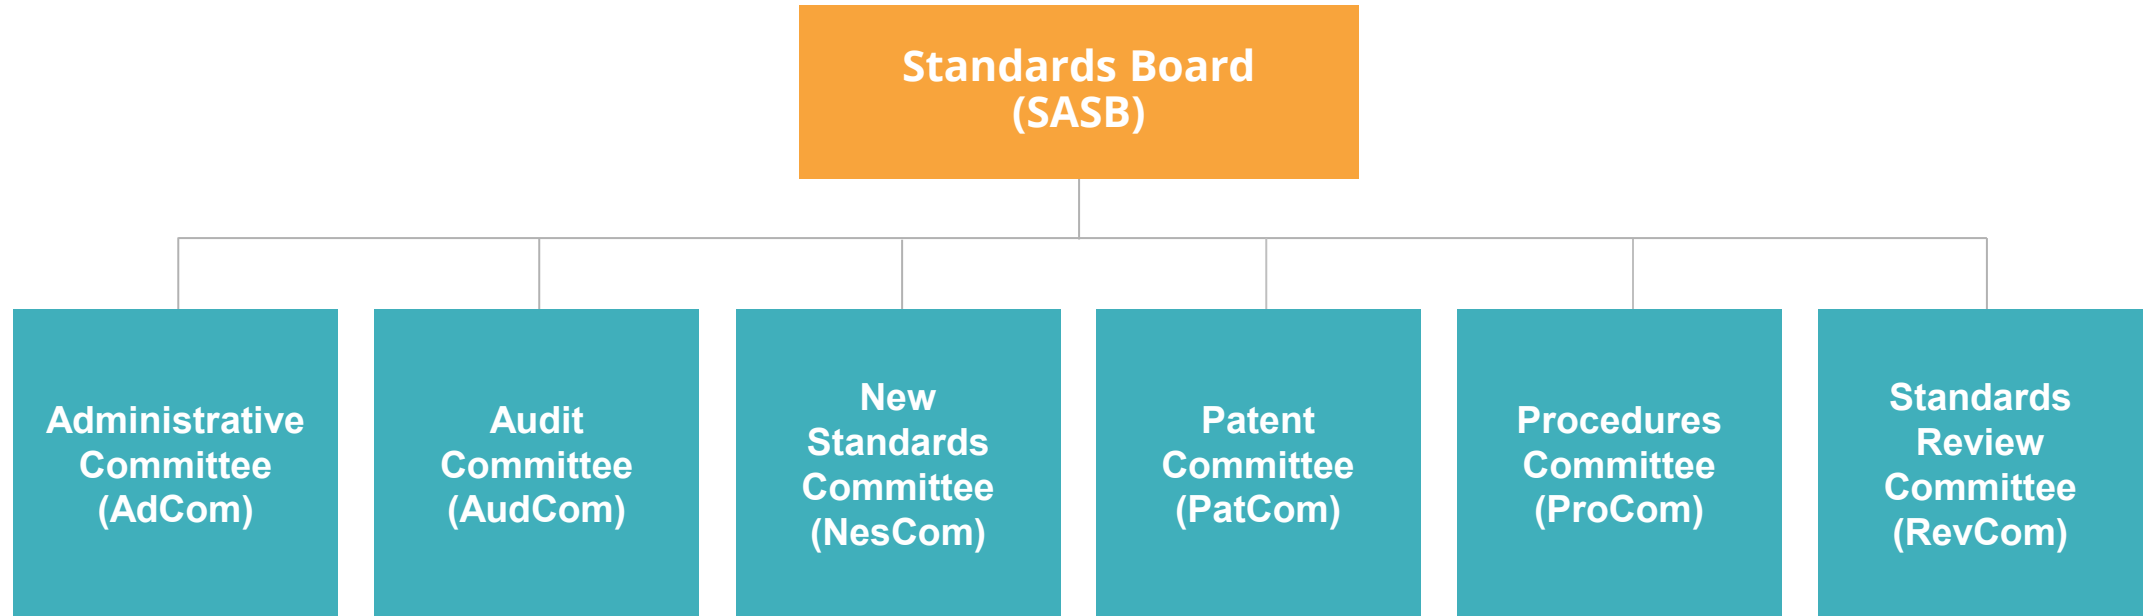 Standards Board
(SASB)
Administrative
Committee
(AdCom)
Audit
Committee
(AudCom)
New
Standards
Committee
(NesCom)
Patent
Committee
(PatCom)
Procedures
Committee
(ProCom)
Standards
Review
Committee
(RevCom)